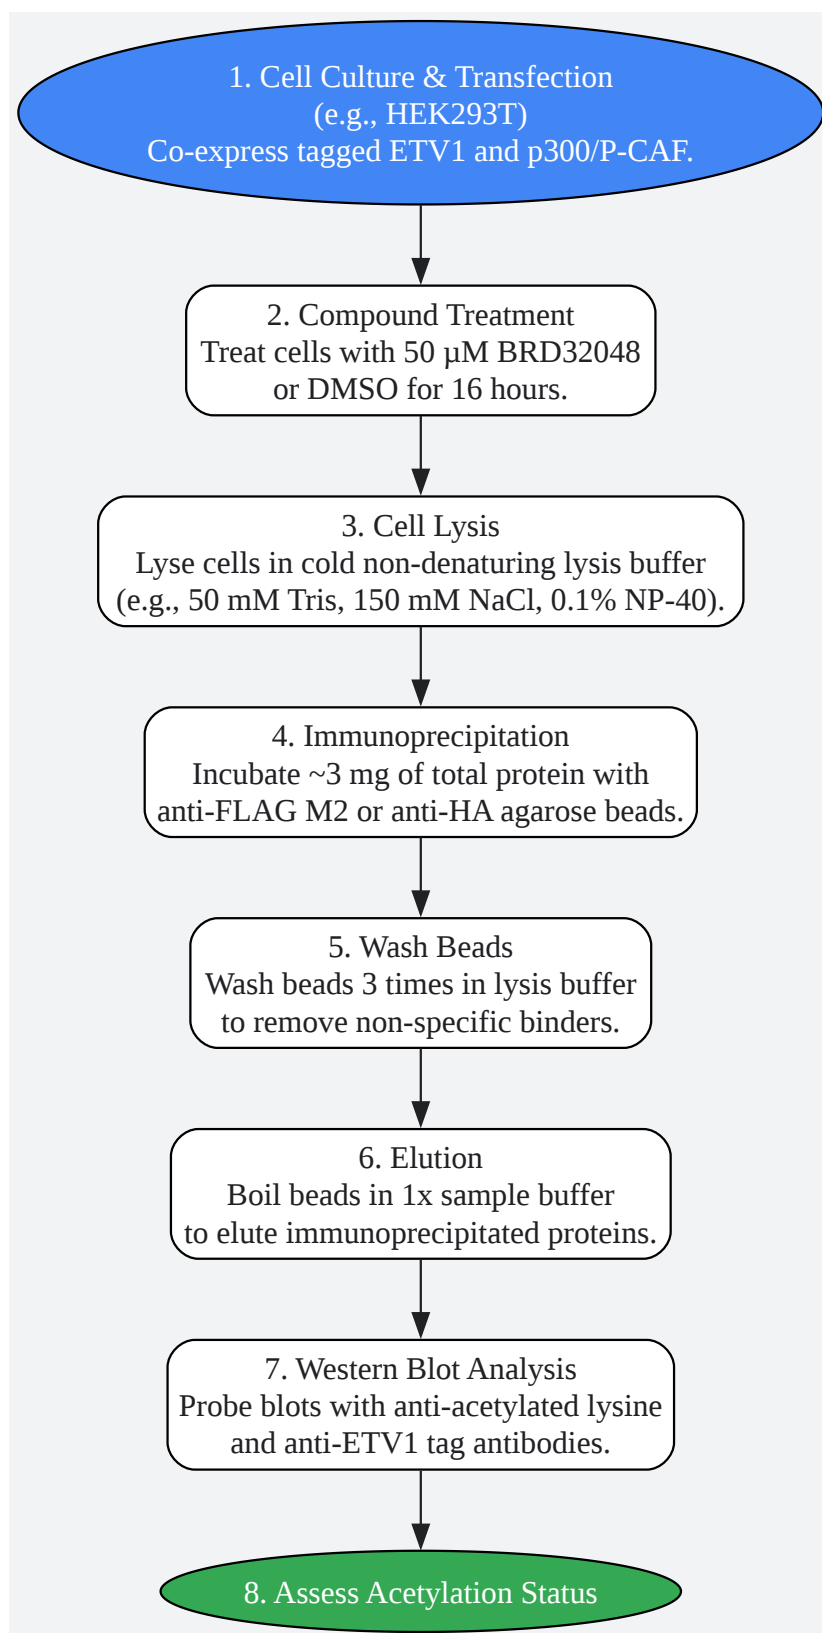 1. Cell Culture & Transfection
(e.g., HEK293T)
Co-express tagged ETV1 and p300/P-CAF.
2. Compound Treatment
Treat cells with 50 µM BRD32048
or DMSO for 16 hours.
3. Cell Lysis
Lyse cells in cold non-denaturing lysis buffer
(e.g., 50 mM Tris, 150 mM NaCl, 0.1% NP-40).
4. Immunoprecipitation
Incubate ~3 mg of total protein with
anti-FLAG M2 or anti-HA agarose beads.
5. Wash Beads
Wash beads 3 times in lysis buffer
to remove non-specific binders.
6. Elution
Boil beads in 1x sample buffer
to elute immunoprecipitated proteins.
7. Western Blot Analysis
Probe blots with anti-acetylated lysine
and anti-ETV1 tag antibodies.
8. Assess Acetylation Status